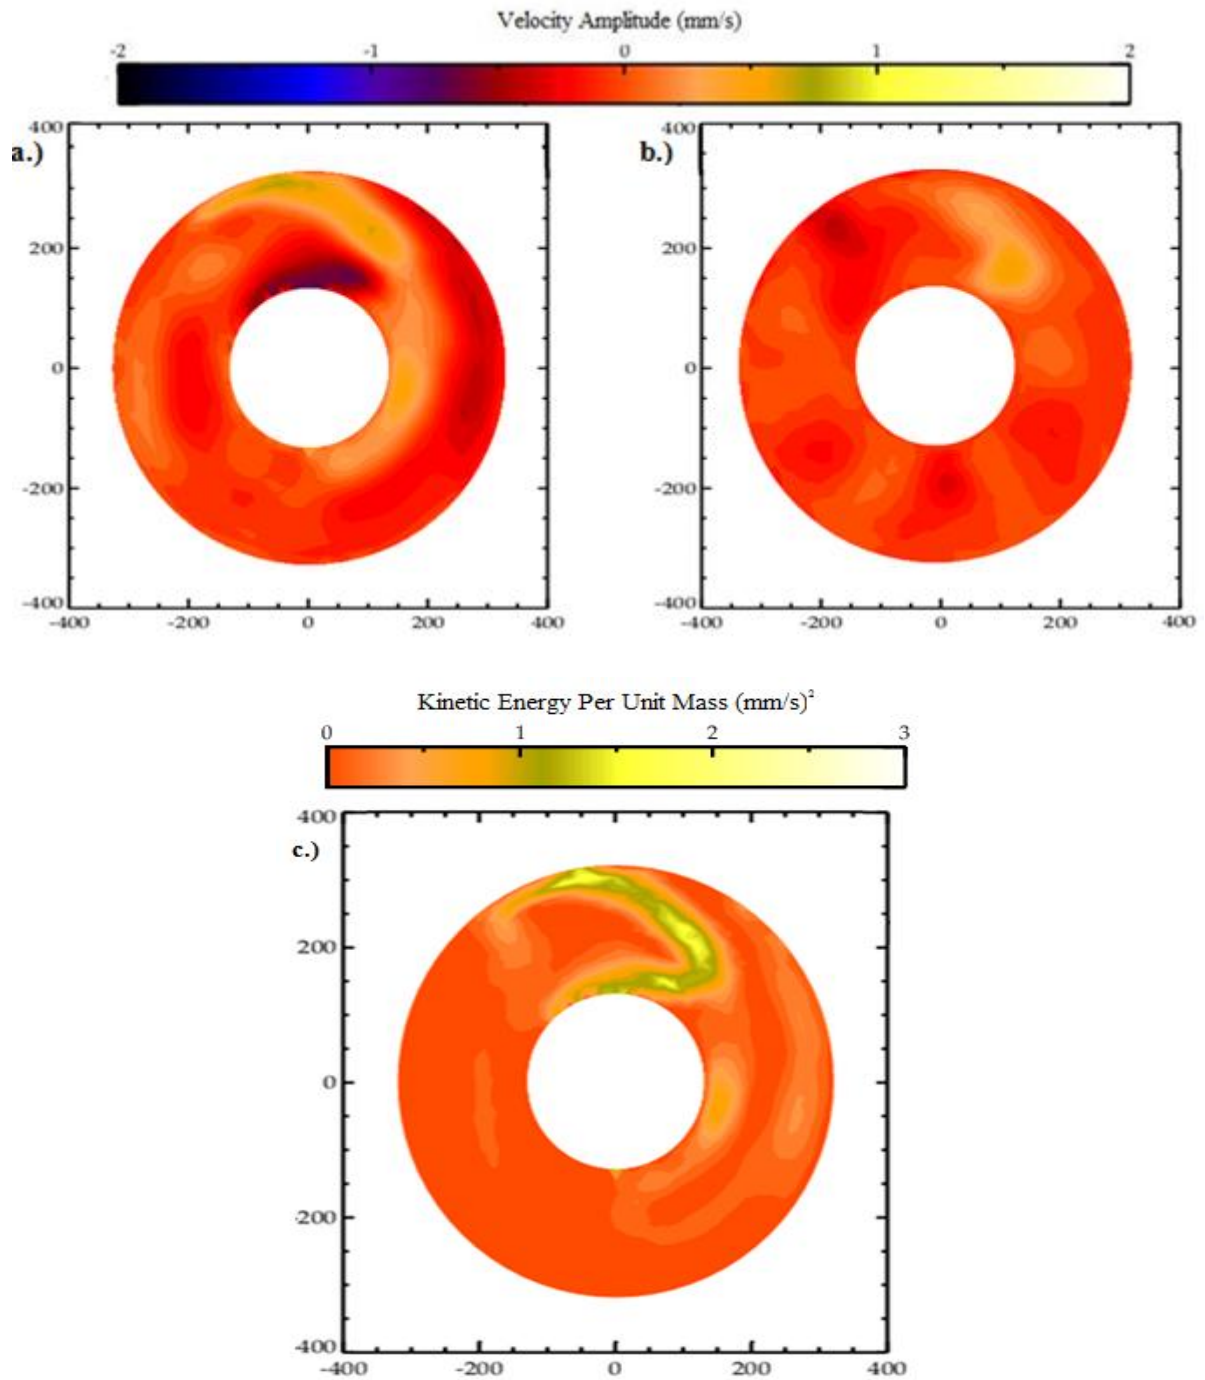 Velocity Amplitude (mm/s)
-2 -1 0 1 2
a.) 400 b.) 400
200 200
0 0
-200 -200
-400 -400
-400 -200 0 200 400 -400 -200 0 200 400
Kinetic Energy Per Unit Mass (mm/s)²
0 1 2 3
400
c.)
200
0
-200
-400
-400 -200 0 200 400